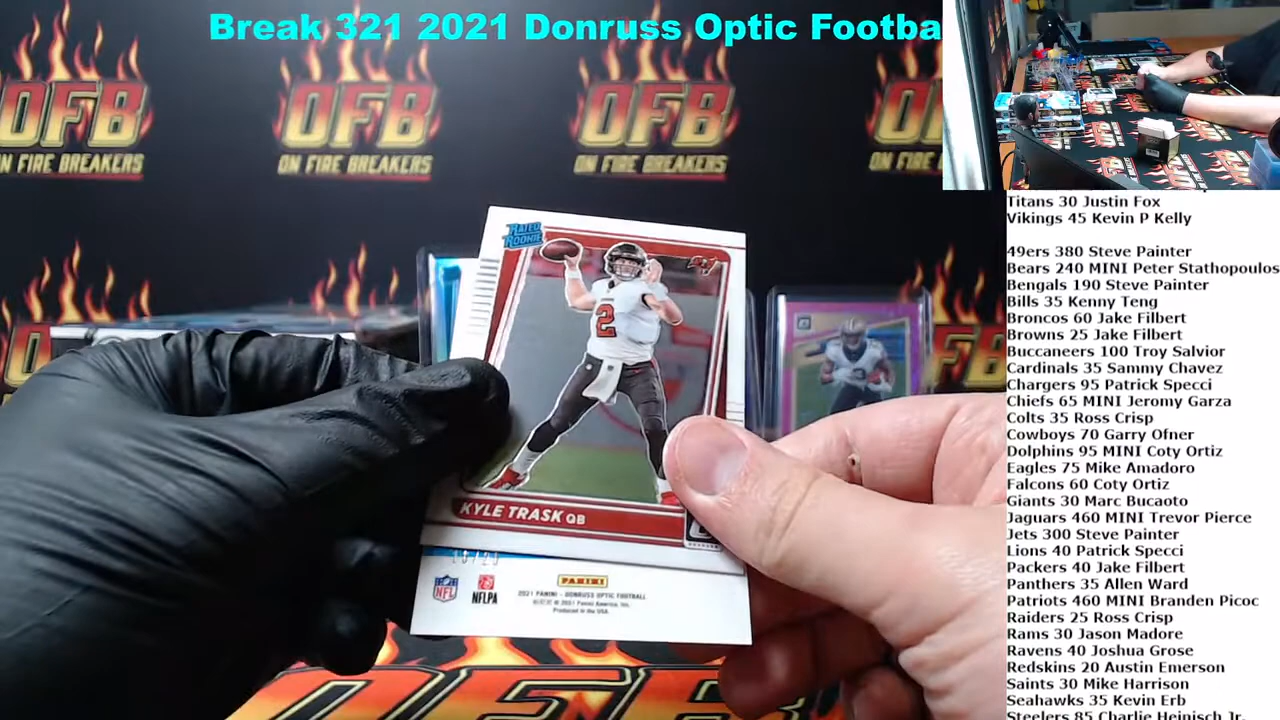 Break 321 2021 Donruss Optic Footba
OFB
N FIRE BREAKERS
OFB
ON FIRE BREAKERS
OFB
ON FIRE BREAKERS
OFB
ON FIRE
RATED
ROOKIE
2
KYLE TRASK QB
NFL
NFLPA
PANINI
2021 PANINI - DONRUSS OPTIC FOOTBALL
© 2021 Panini America, Inc.
Produced in the USA.
OFB
Titans 30 Justin Fox
Vikings 45 Kevin P Kelly
49ers 380 Steve Painter
Bears 240 MINI Peter Stathopoulos
Bengals 190 Steve Painter
Bills 35 Kenny Teng
Broncos 60 Jake Filbert
Browns 25 Jake Filbert
Buccaneers 100 Troy Salvior
Cardinals 35 Sammy Chavez
Chargers 95 Patrick Specci
Chiefs 65 MINI Jeromy Garza
Colts 35 Ross Crisp
Cowboys 70 Garry Ofner
Dolphins 95 MINI Cory Ortiz
Eagles 75 Mike Amadoro
Falcons 60 Coty Ortiz
Giants 30 Marc Bucaoto
Jaguars 460 MINI Trevor Pierce
Jets 300 Steve Painter
Lions 40 Patrick Specci
Packers 40 Jake Filbert
Panthers 35 Allen Ward
Patriots 460 MINI Branden Picoc
Raiders 25 Ross Crisp
Rams 30 Jason Madore
Ravens 40 Joshua Grose
Redskins 20 Austin Emerson
Saints 30 Mike Harrison
Seahawks 35 Kevin Erb
Steelers 85 Charlie Heinisch Jr.